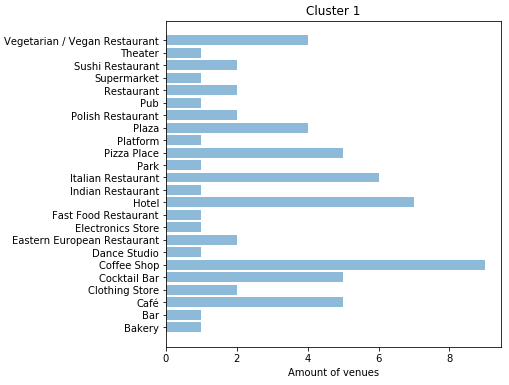 Cluster 1
Vegetarian / Vegan Restaurant
Theater
Sushi Restaurant
Supermarket
Restaurant
Pub
Polish Restaurant
Plaza
Platform
Pizza Place
Park
Italian Restaurant
Indian Restaurant
Hotel
Fast Food Restaurant
Electronics Store
Eastern European Restaurant
Dance Studio
Coffee Shop
Cocktail Bar
Clothing Store
Café
Bar
Bakery
0 2 4 6 8
Amount of venues